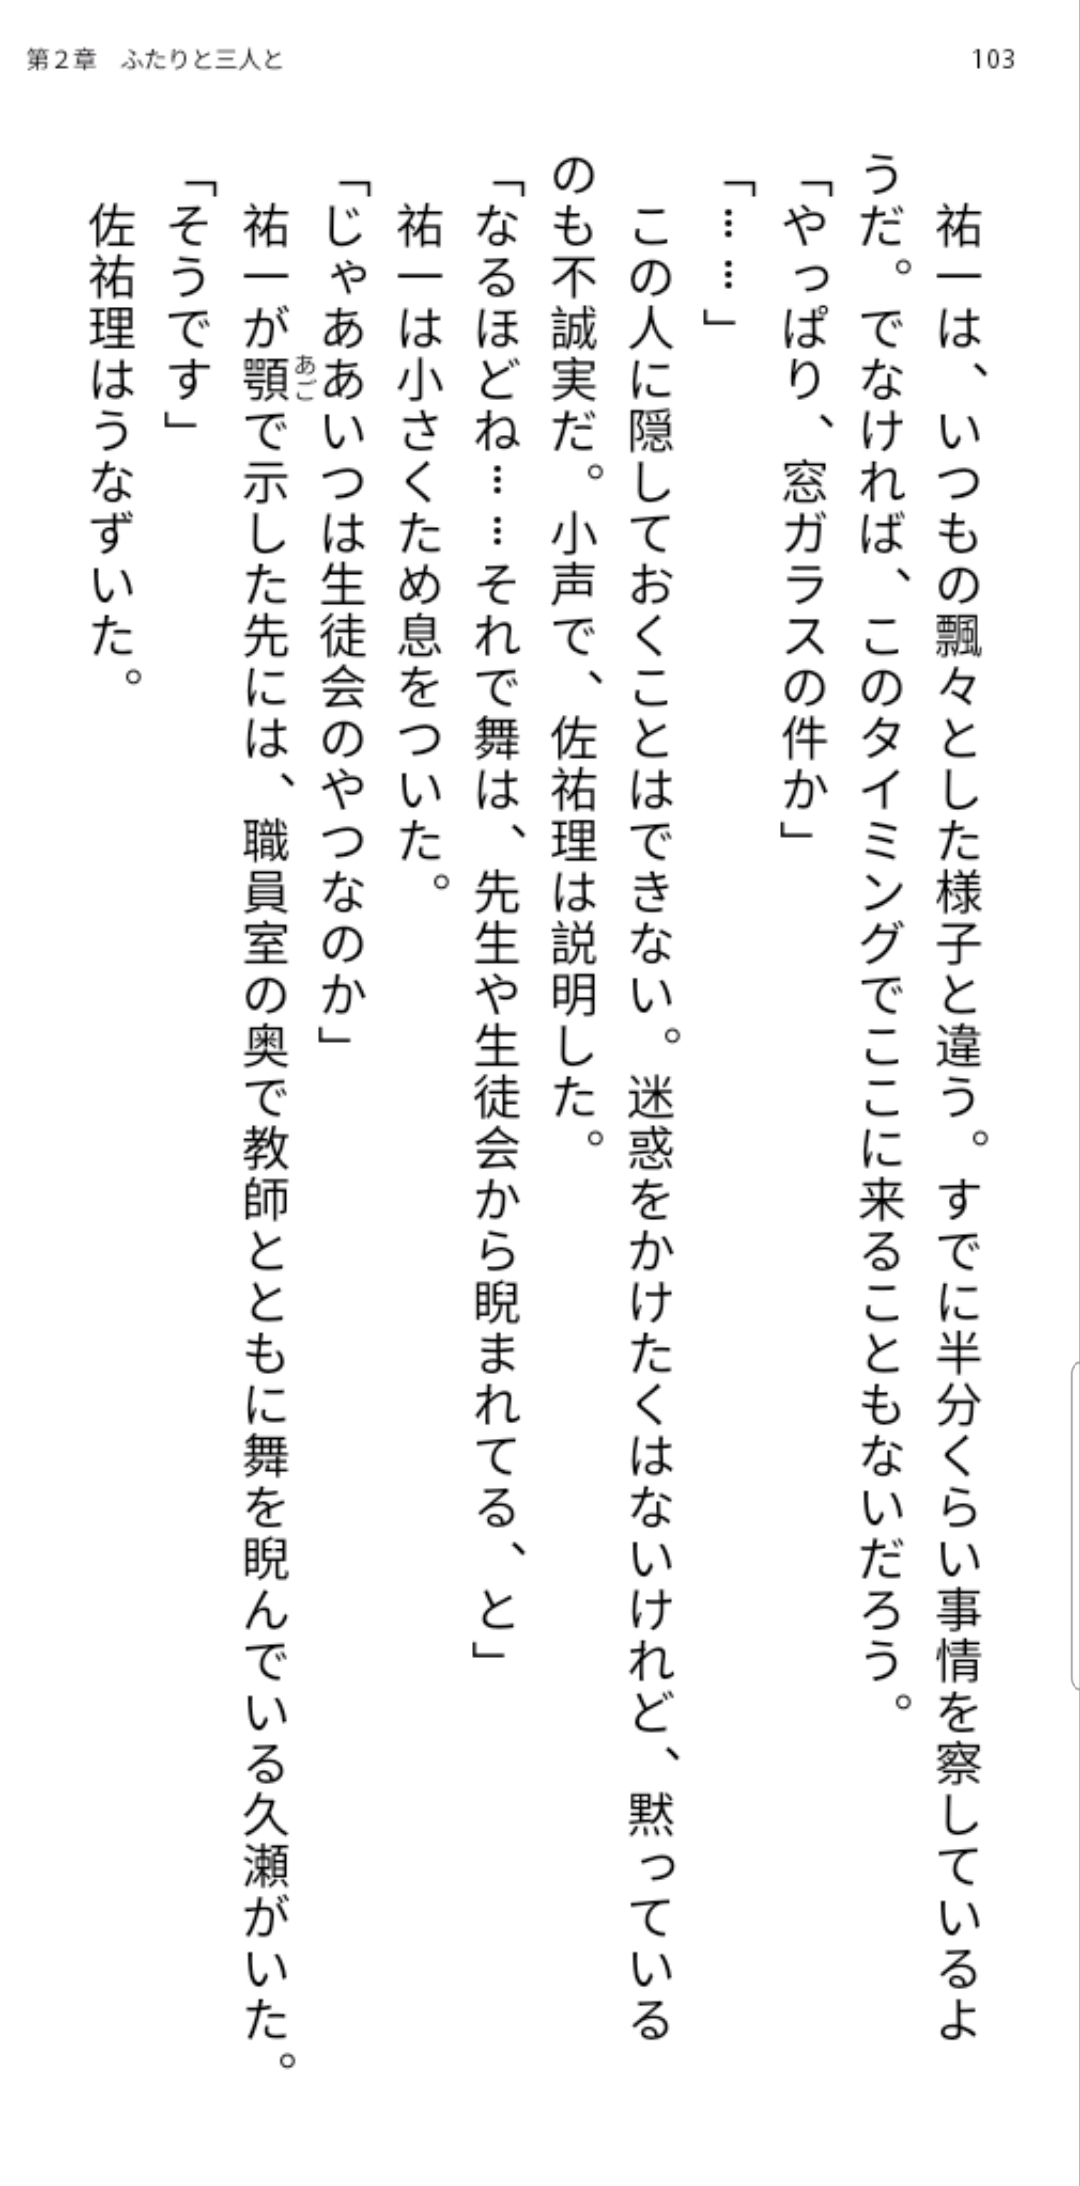 第2章　ふたりと三人と
103
　祐一は、いつもの飄々とした様子と違う。すでに半分くらい事情を察しているよ
うだ。でなければ、このタイミングでここに来ることもないだろう。
「やっぱり、窓ガラスの件か」
「……」
　この人に隠しておくことはできない。迷惑をかけたくはないけれど、黙っている
のも不誠実だ。小声で、佐祐理は説明した。
「なるほどね……それで舞は、先生や生徒会から睨まれてる、と」
　祐一は小さくため息をついた。
「じゃああいつは生徒会のやつなのか」
あご
　祐一が顎で示した先には、職員室の奥で教師とともに舞を睨んでいる久瀬がいた。
「そうです」
　佐祐理はうなずいた。